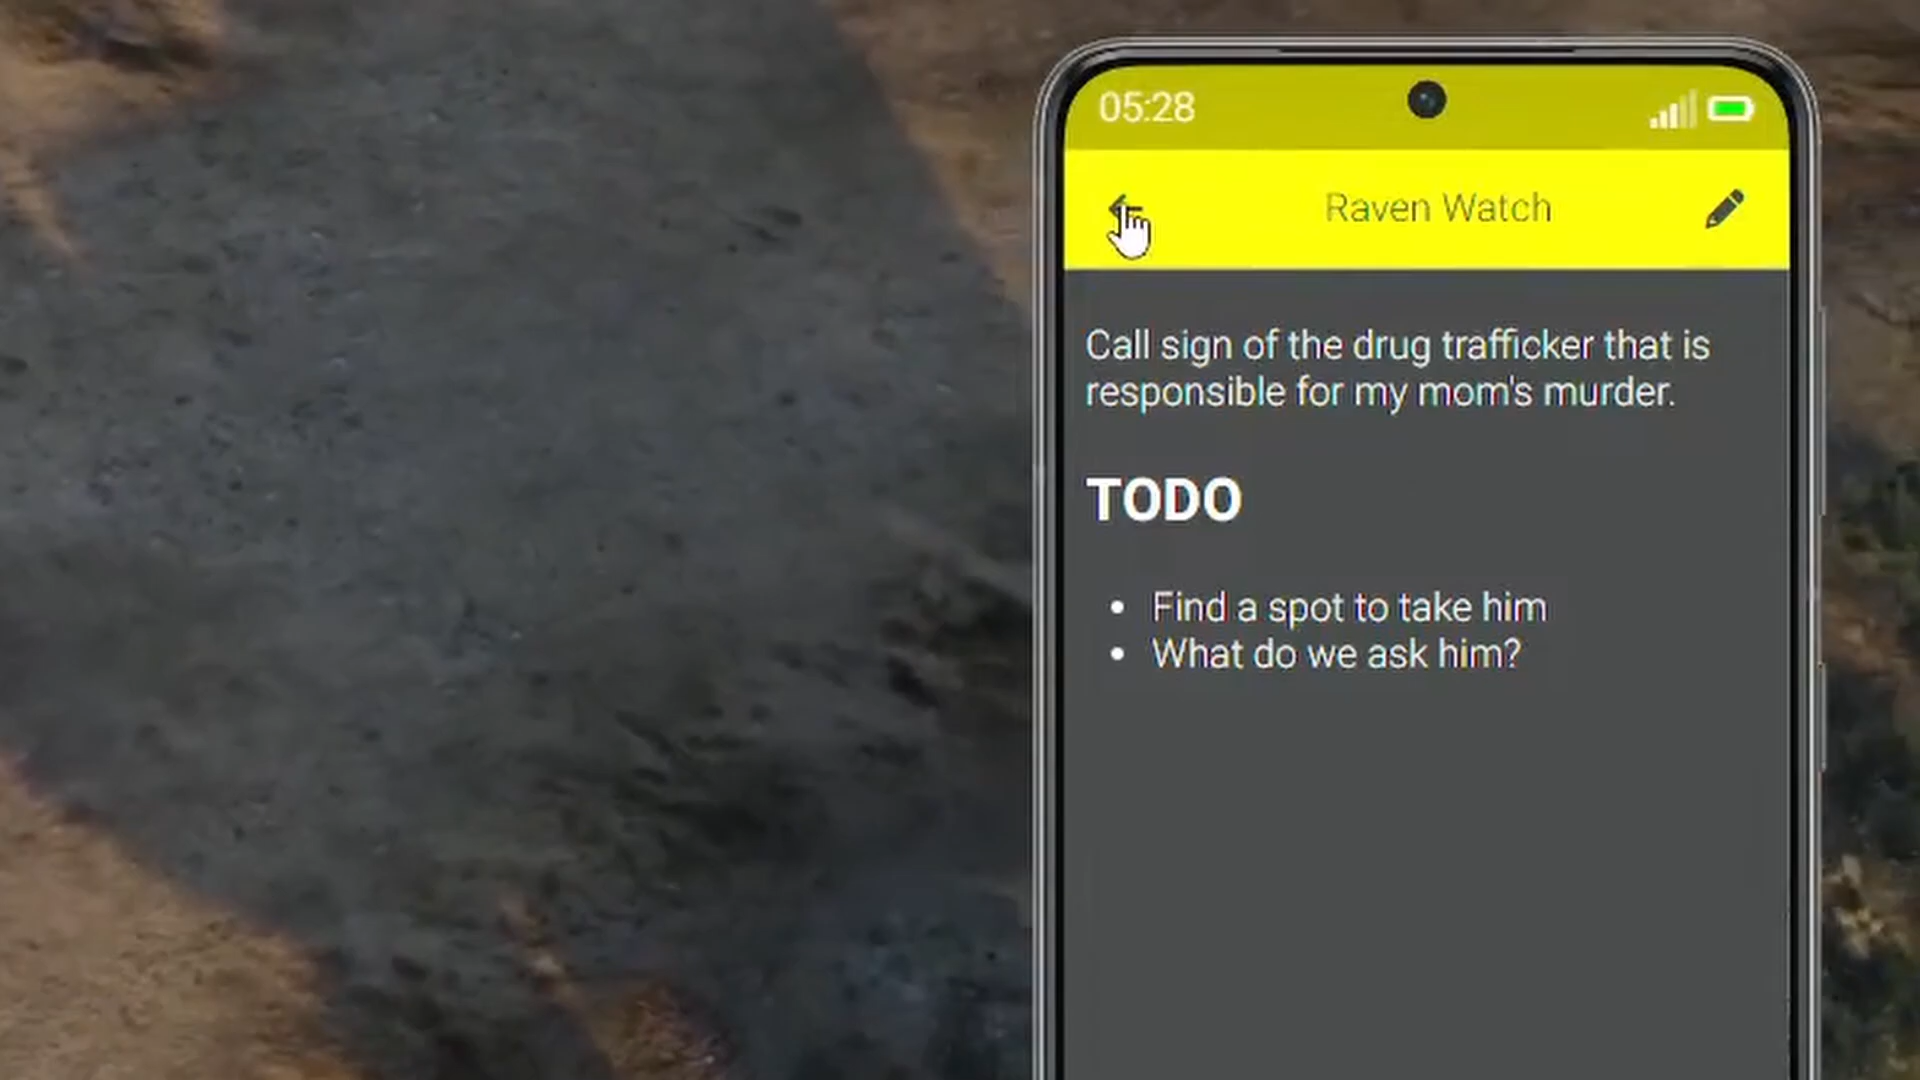 05:28
Raven Watch
Call sign of the drug trafficker that is
responsible for my mom's murder.
TODO
• Find a spot to take him
• What do we ask him?